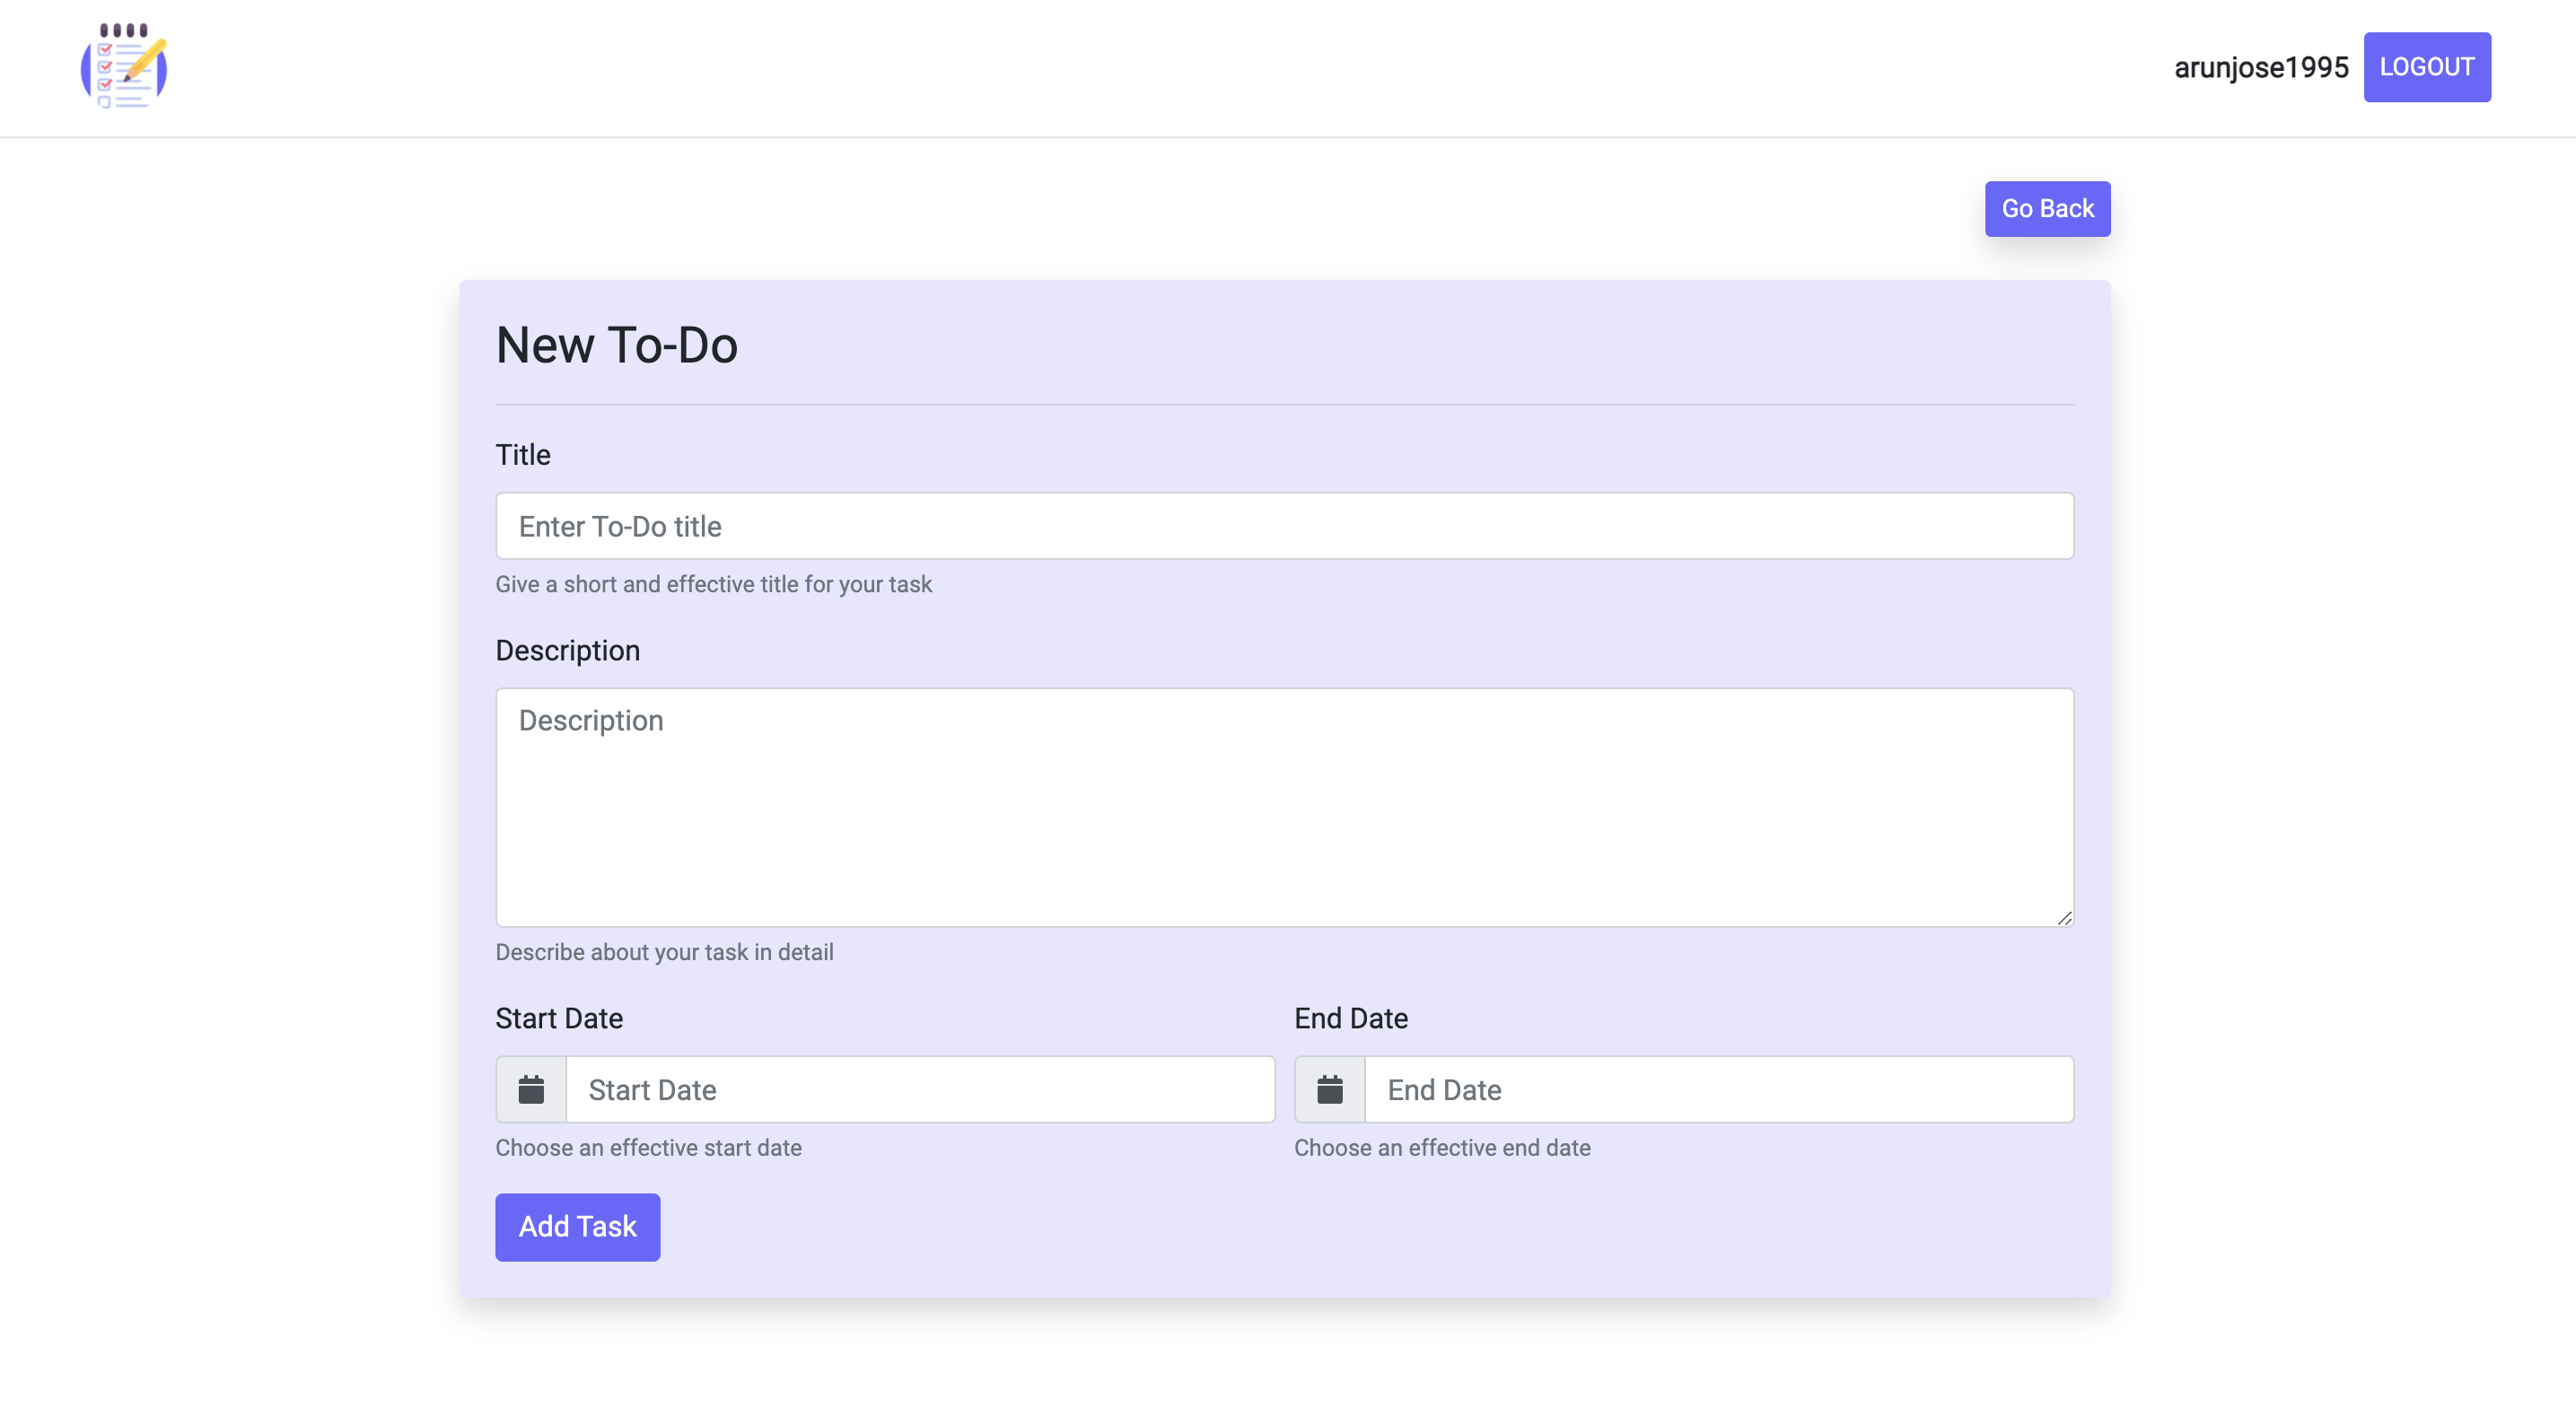 arunjose1995 LOGOUT
Go Back
New To-Do
Title
Enter To-Do title
Give a short and effective title for your task
Description
Description
Describe about your task in detail
Start Date End Date
Start Date End Date
Choose an effective start date Choose an effective end date
Add Task